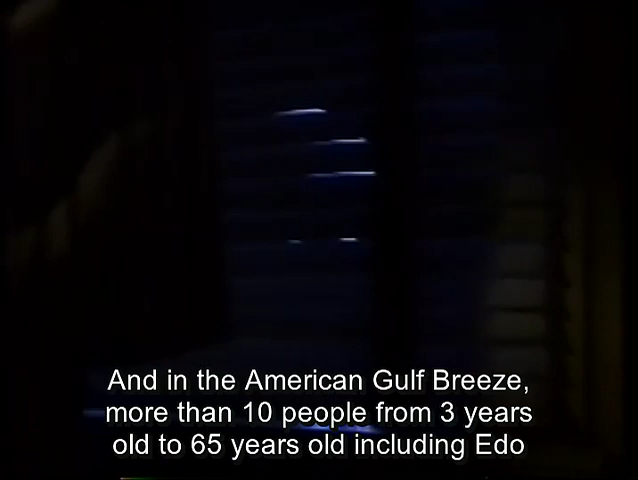 And in the American Gulf Breeze,
more than 10 people from 3 years
old to 65 years old including Edo